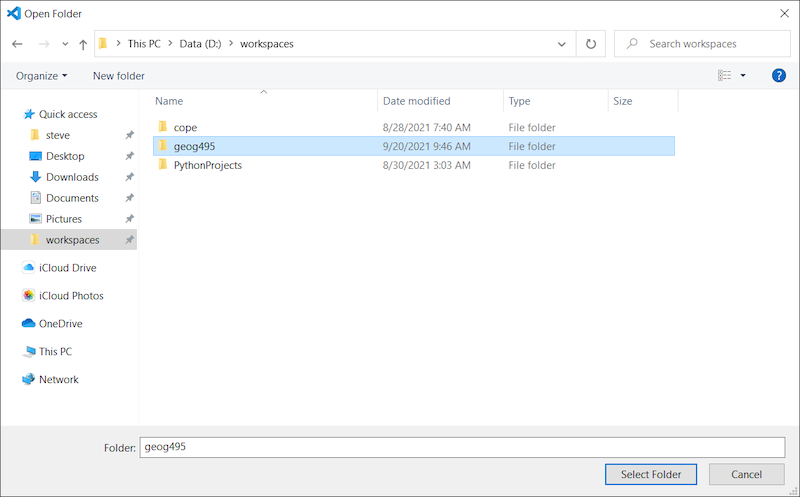 Open Folder
This PC Data (D:) workspaces Search workspaces
Organize New folder ?
Name Date modified Type Size
Quick access
steve
Desktop
Downloads
Documents
Pictures
workspaces
iCloud Drive
iCloud Photos
OneDrive
This PC
Network
cope 8/28/2021 7:40 AM File folder
geog495 9/20/2021 9:46 AM File folder
PythonProjects 8/30/2021 3:03 AM File folder
Folder: geog495
Select Folder Cancel